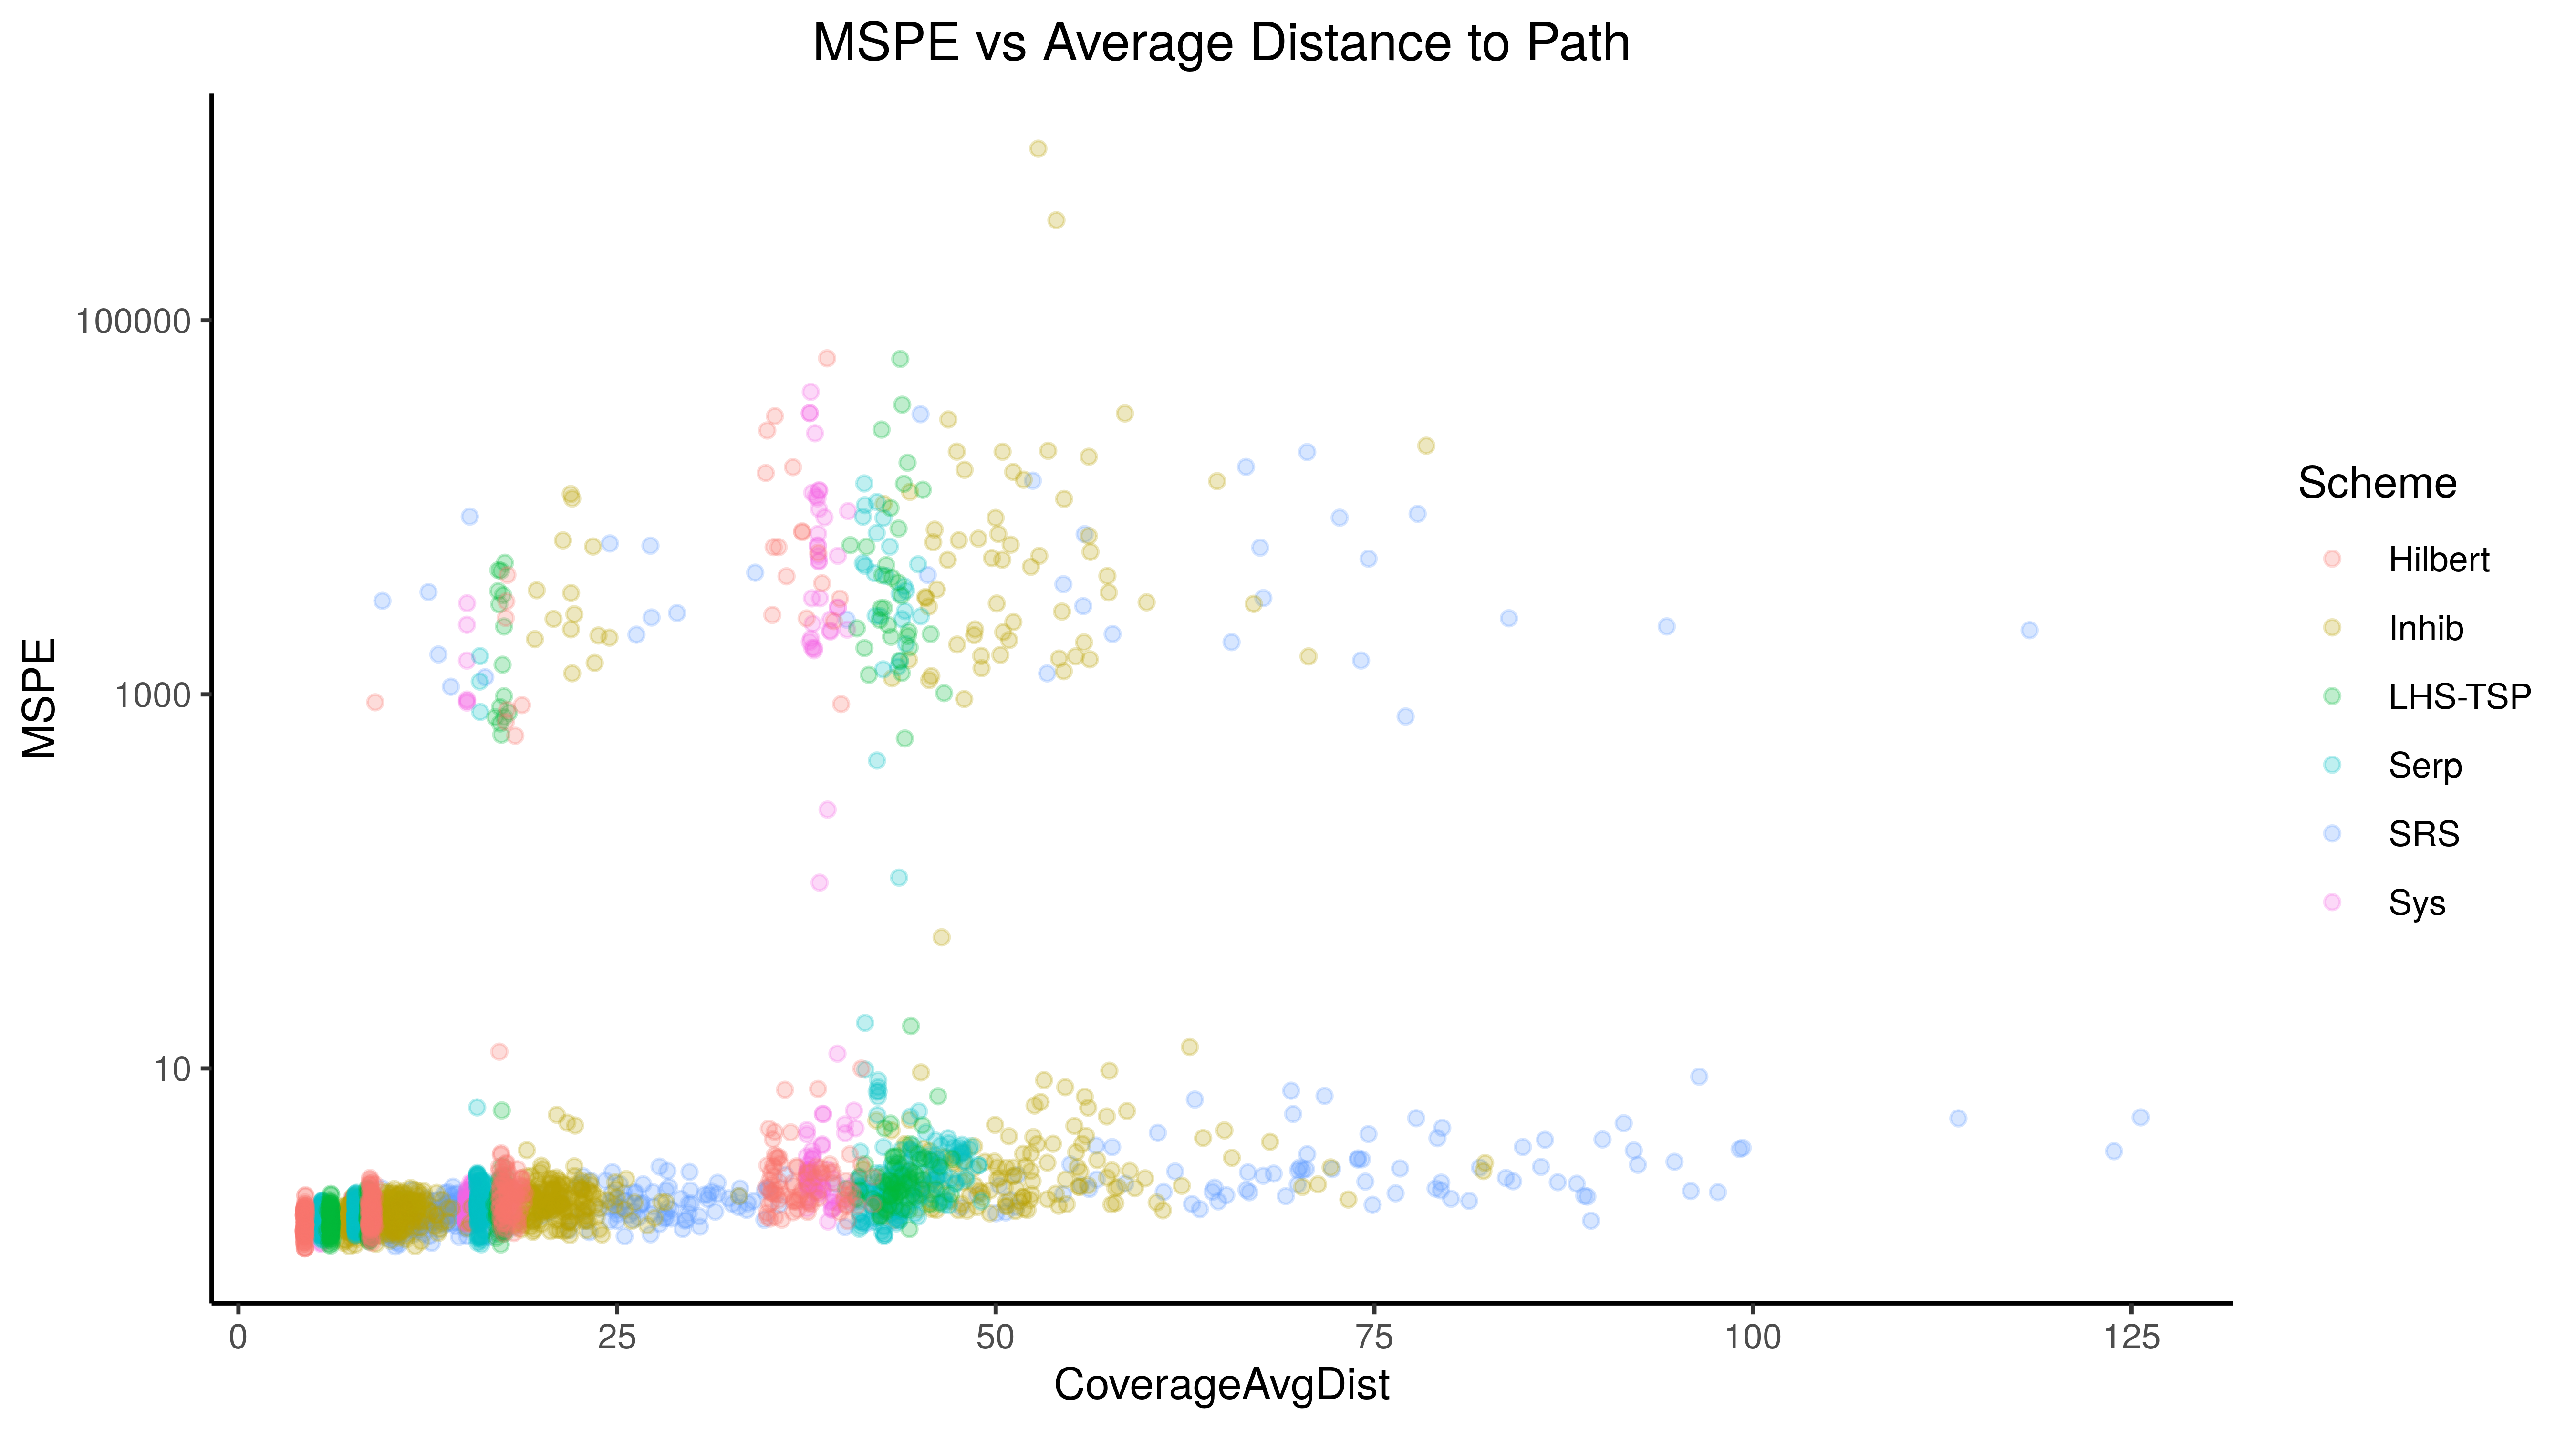 MSPE vs Average Distance to Path
MSPE
100000
1000
10
0 25 50 75 100 125
CoverageAvgDist
Scheme
Hilbert
Inhib
LHS-TSP
Serp
SRS
Sys